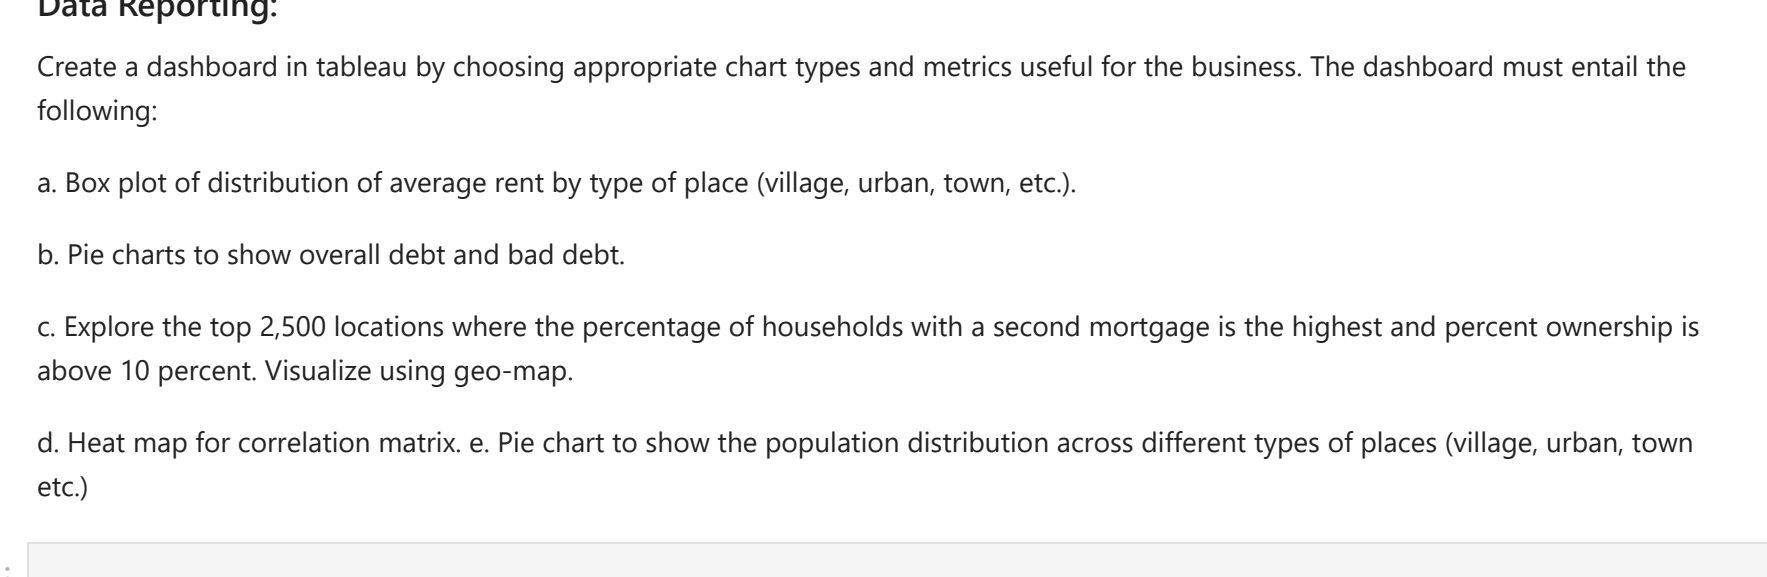 Data Reporting:
Create a dashboard in tableau by choosing appropriate chart types and metrics useful for the business. The dashboard must entail the
following:
a. Box plot of distribution of average rent by type of place (village, urban, town, etc.).
b. Pie charts to show overall debt and bad debt.
c. Explore the top 2,500 locations where the percentage of households with a second mortgage is the highest and percent ownership is
above 10 percent. Visualize using geo-map.
d. Heat map for correlation matrix. e. Pie chart to show the population distribution across different types of places (village, urban, town
etc.)